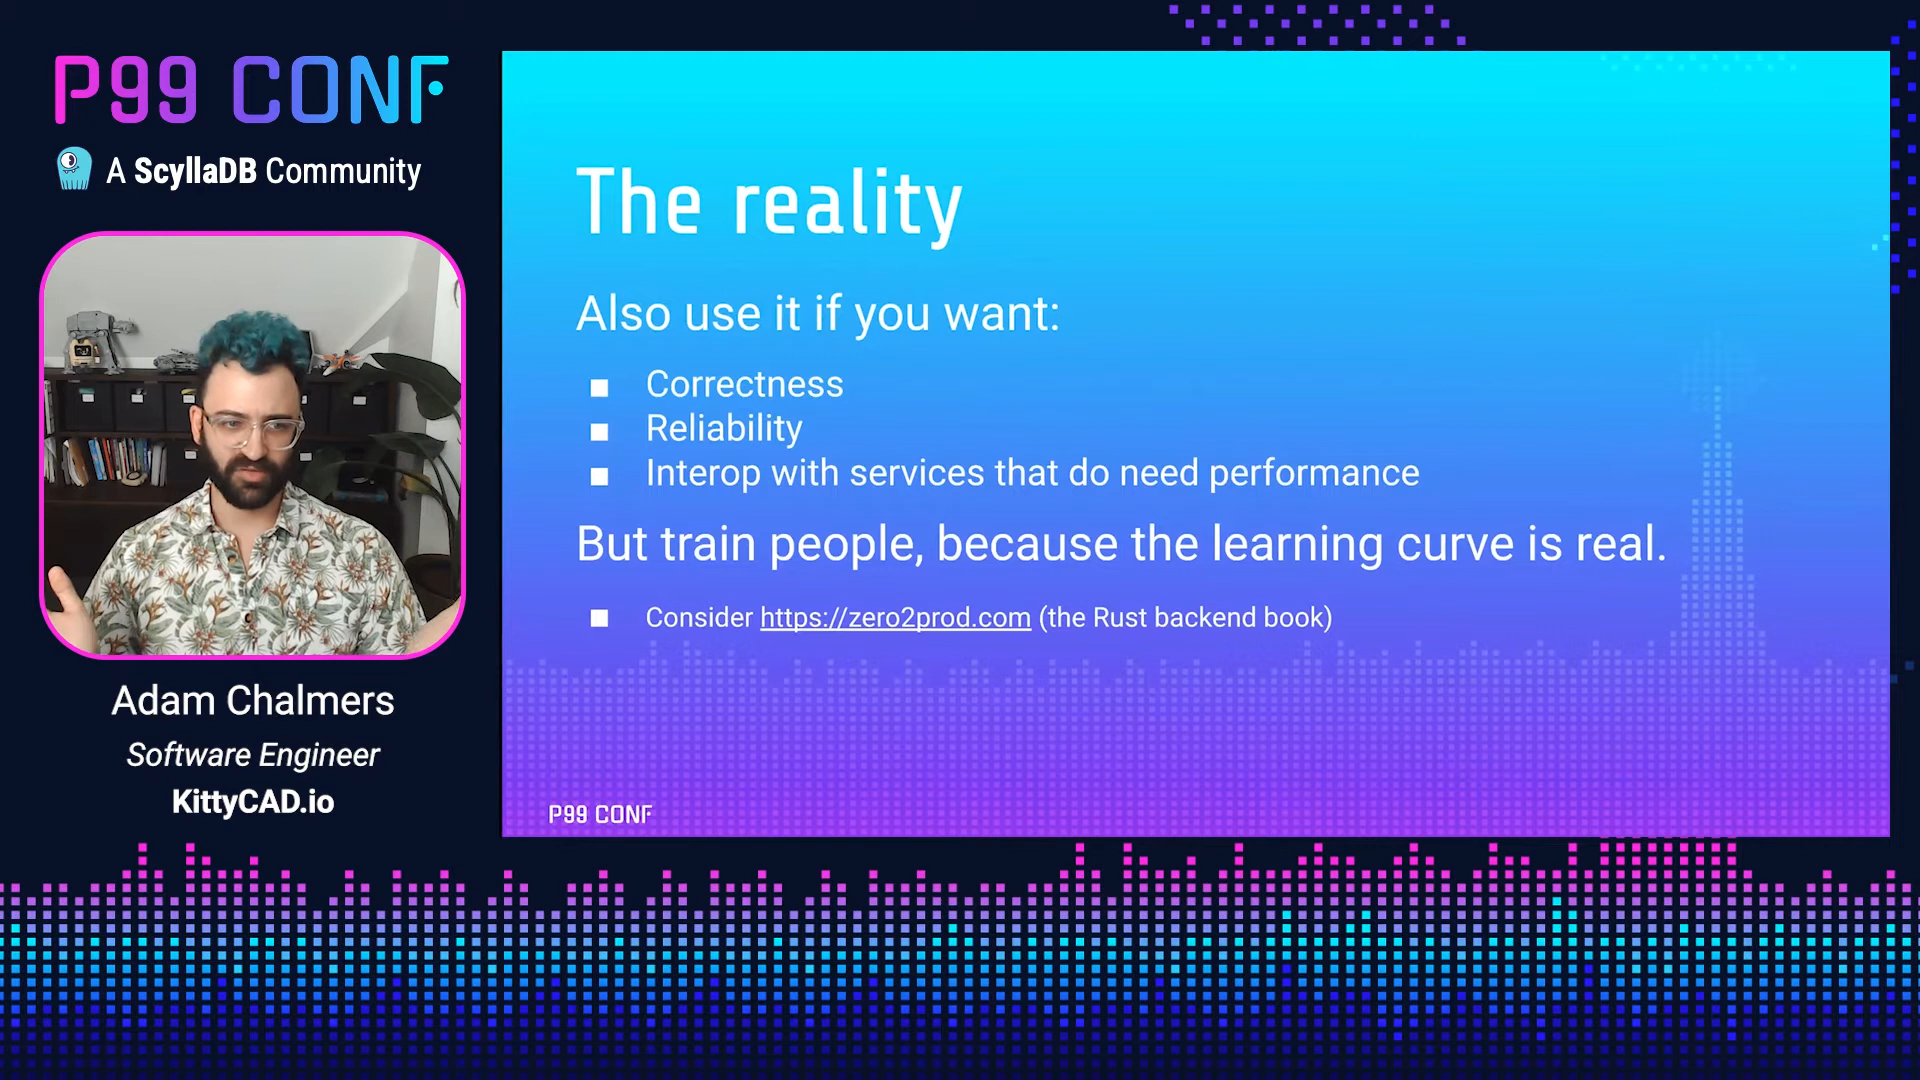 P99 CONF
A ScyllaDB Community
Adam Chalmers
Software Engineer
KittyCAD.io
The reality
Also use it if you want:
■ Correctness
■ Reliability
■ Interop with services that do need performance
But train people, because the learning curve is real.
■ Consider https://zero2prod.com (the Rust backend book)
P99 CONF